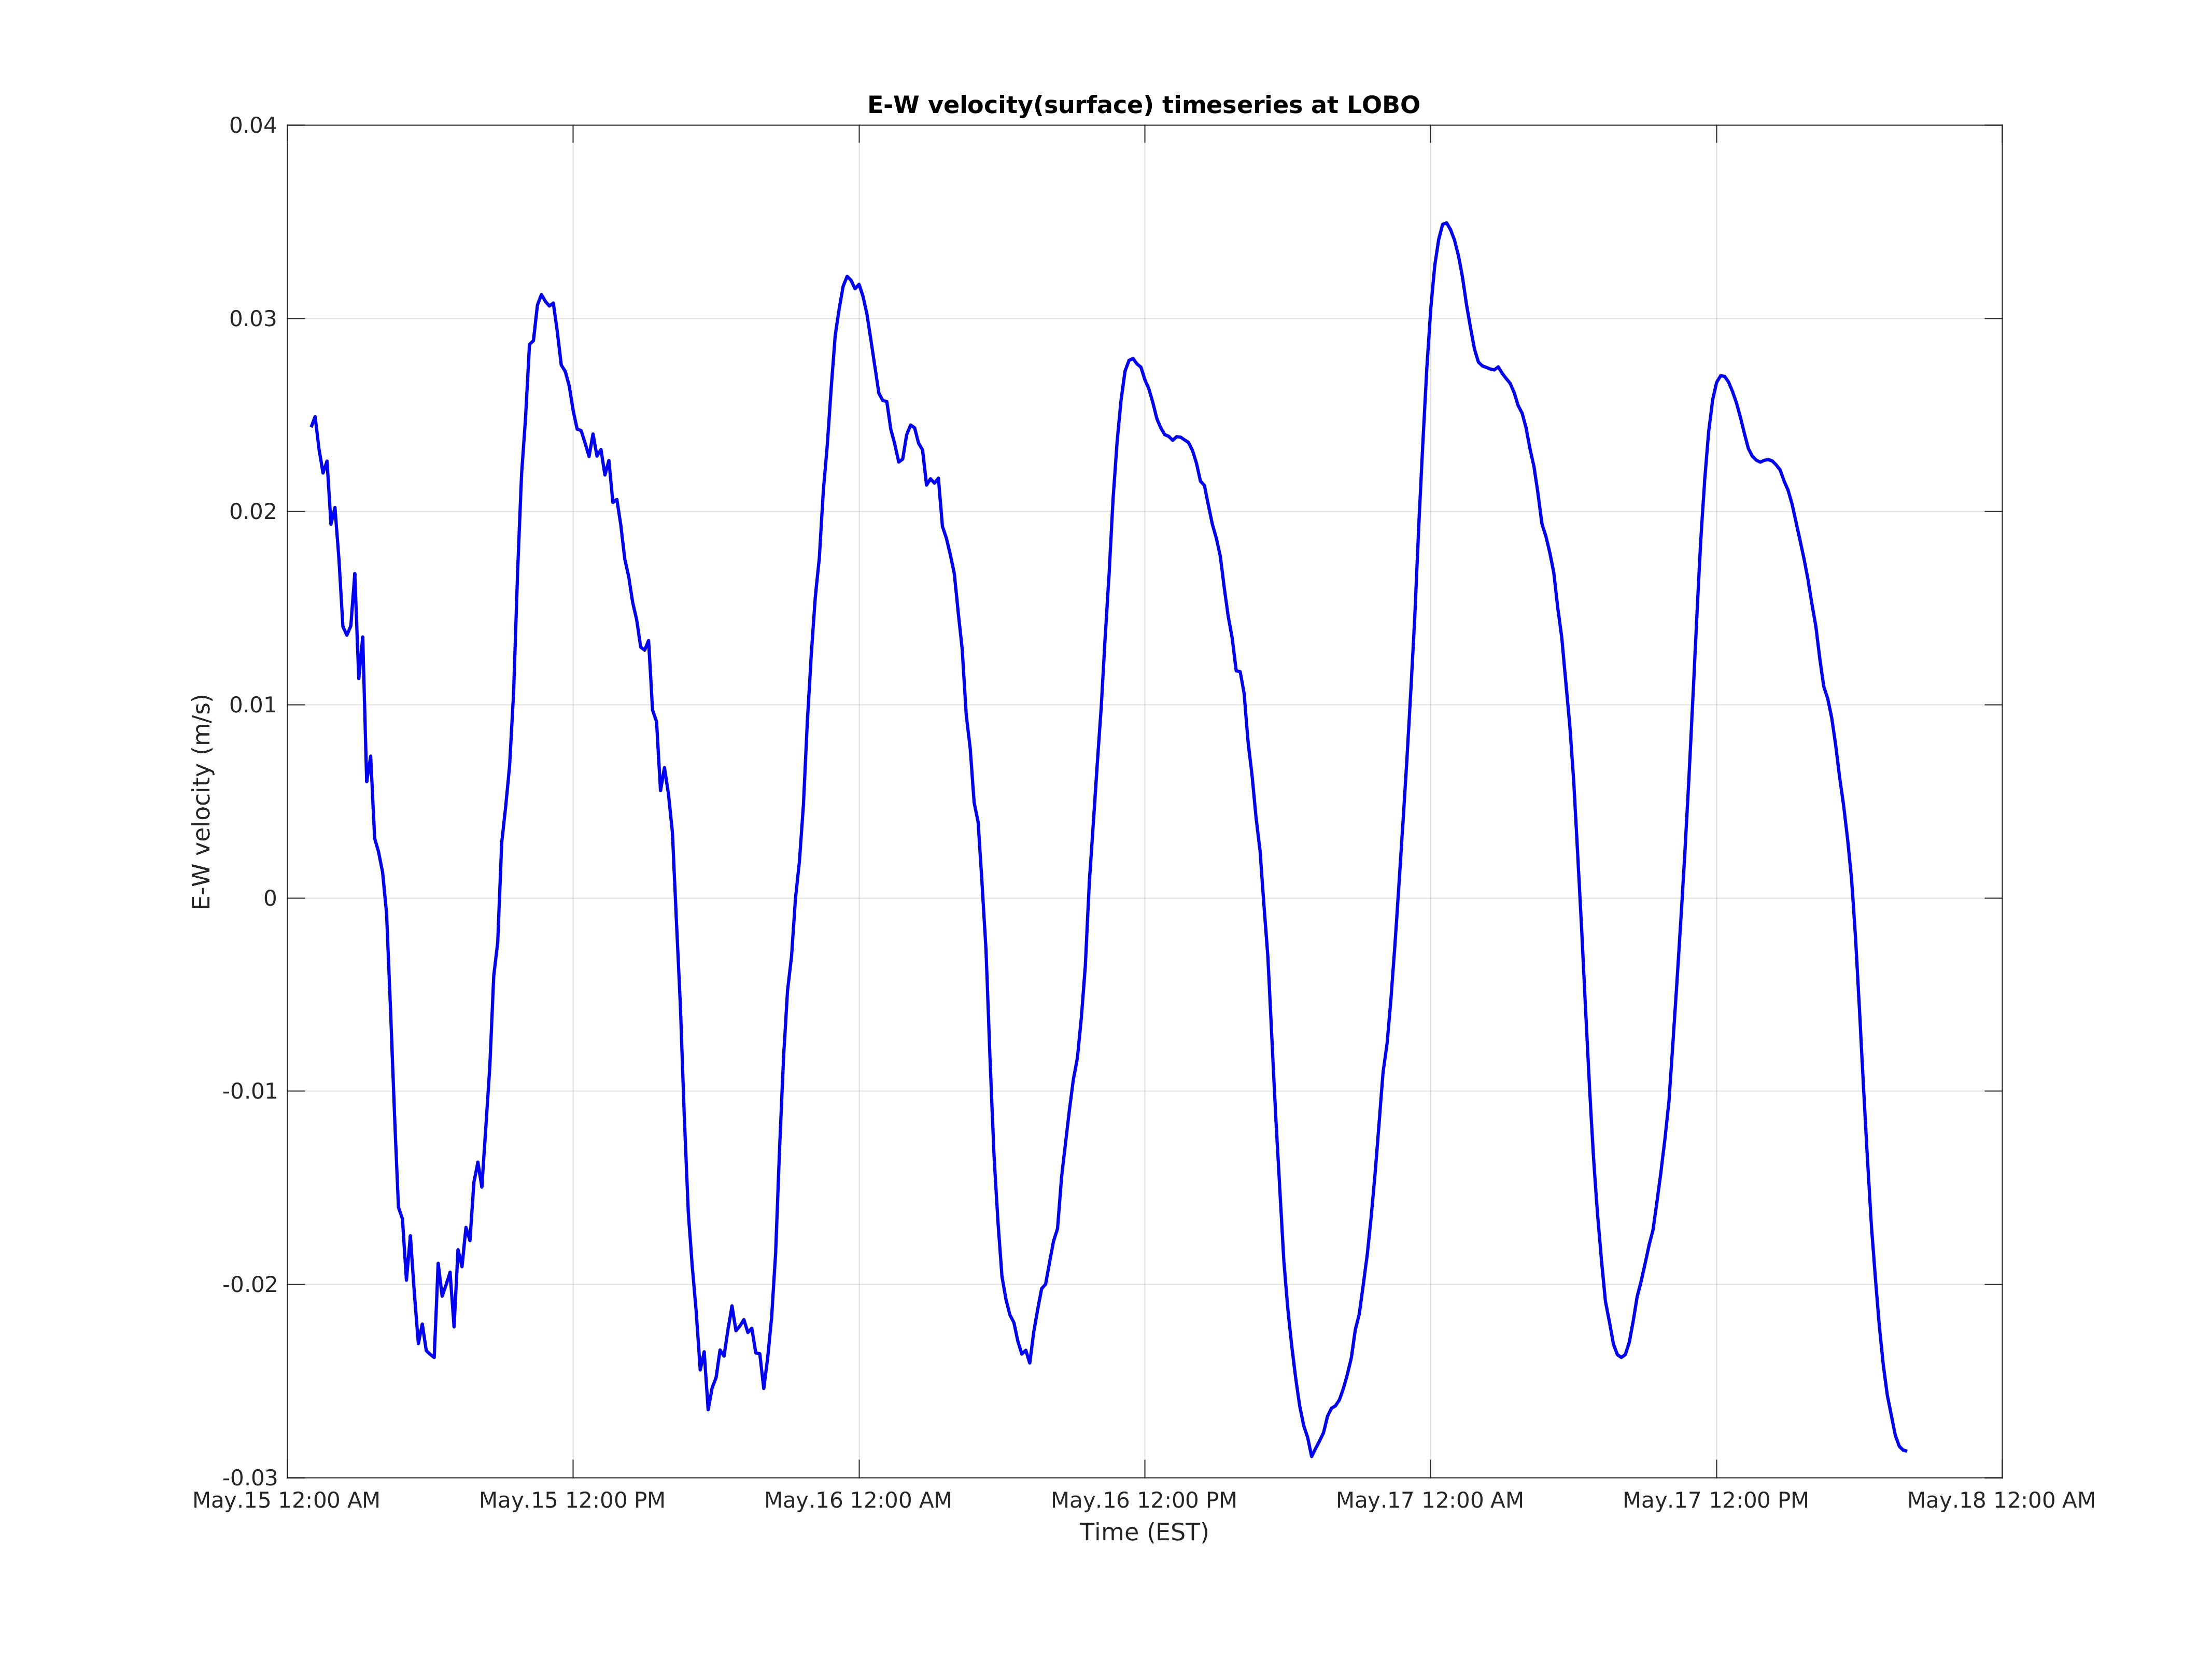 E-W velocity(surface) timeseries at LOBO
0.04
0.03
0.02
0.01
0
-0.01
-0.02
-0.03
E-W velocity (m/s)
May.15 12:00 AM
May.15 12:00 PM
May.16 12:00 AM
May.16 12:00 PM
May.17 12:00 AM
May.17 12:00 PM
May.18 12:00 AM
Time (EST)